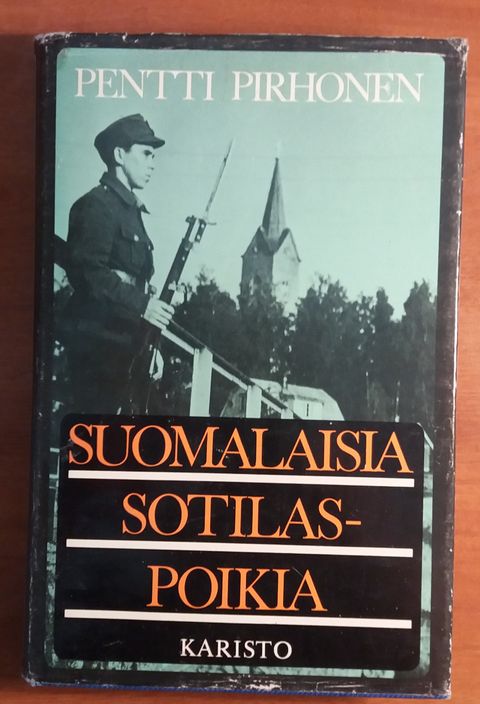 PENTTI PIRHONEN
SUOMALAISIA
SOTILAS-
POIKIA
KARISTO